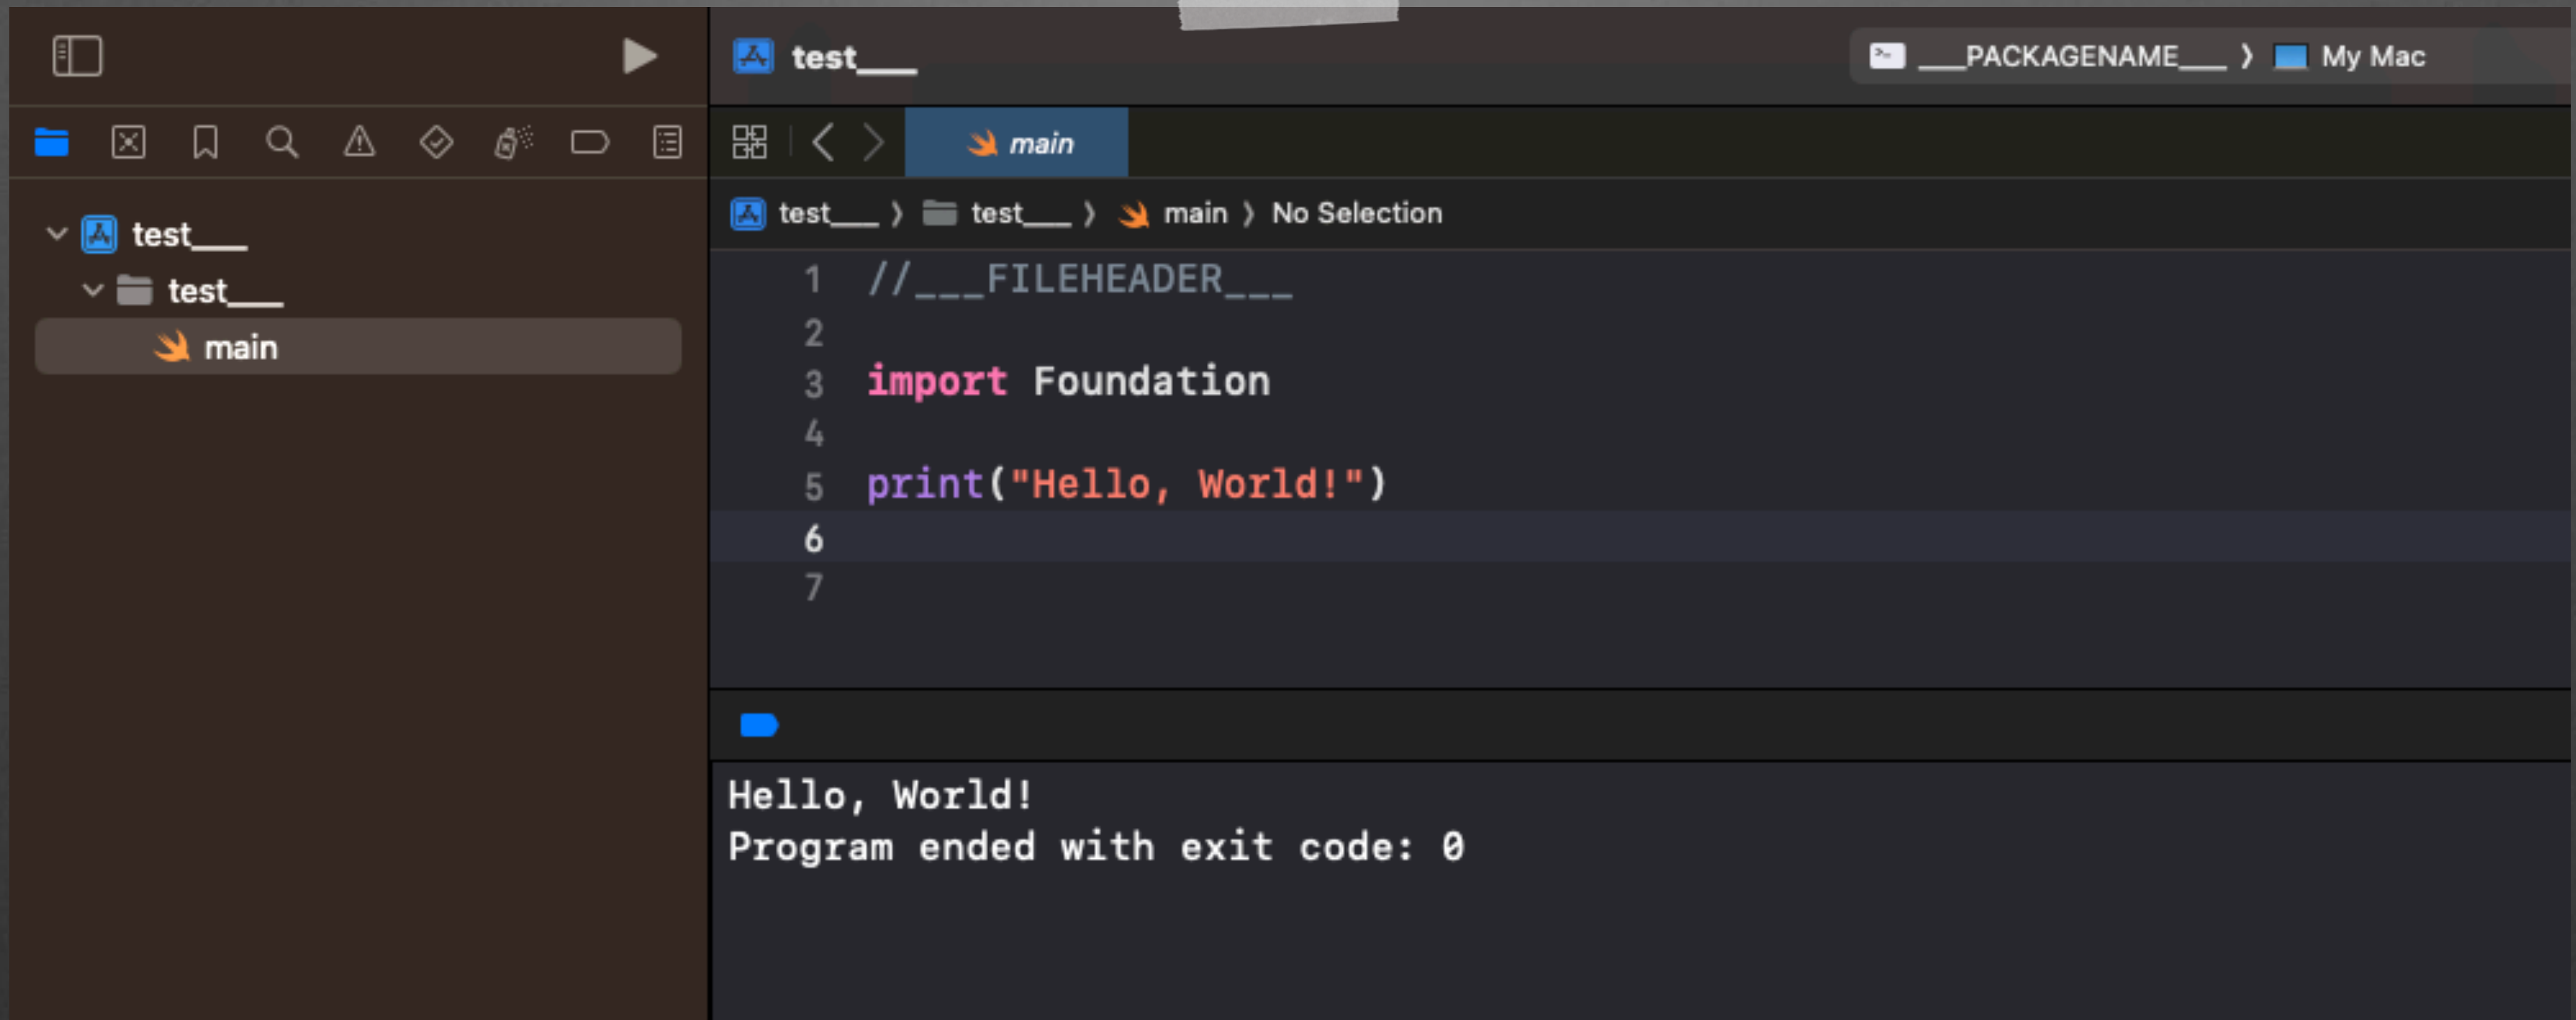 test___
___PACKAGENAME___ 〉 My Mac
main
test___ 〉 test___ 〉 main 〉 No Selection
test___
test___
main
1 //___FILEHEADER___
2
3 import Foundation
4
5 print("Hello, World!")
6
7
Hello, World!
Program ended with exit code: 0